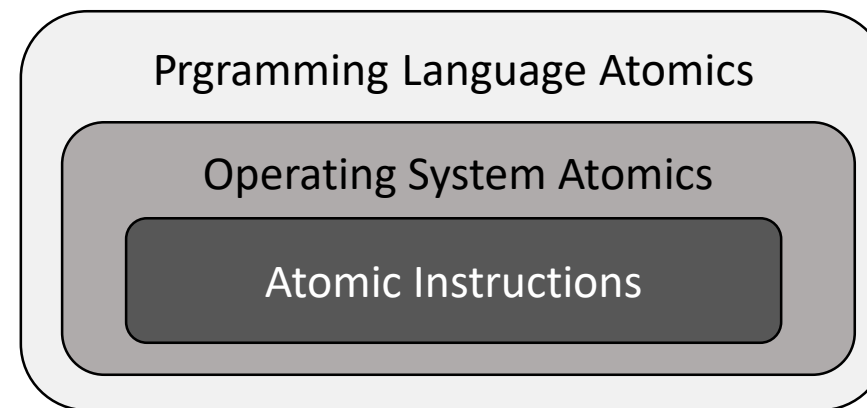 Prgramming Language Atomics
Operating System Atomics
Atomic Instructions